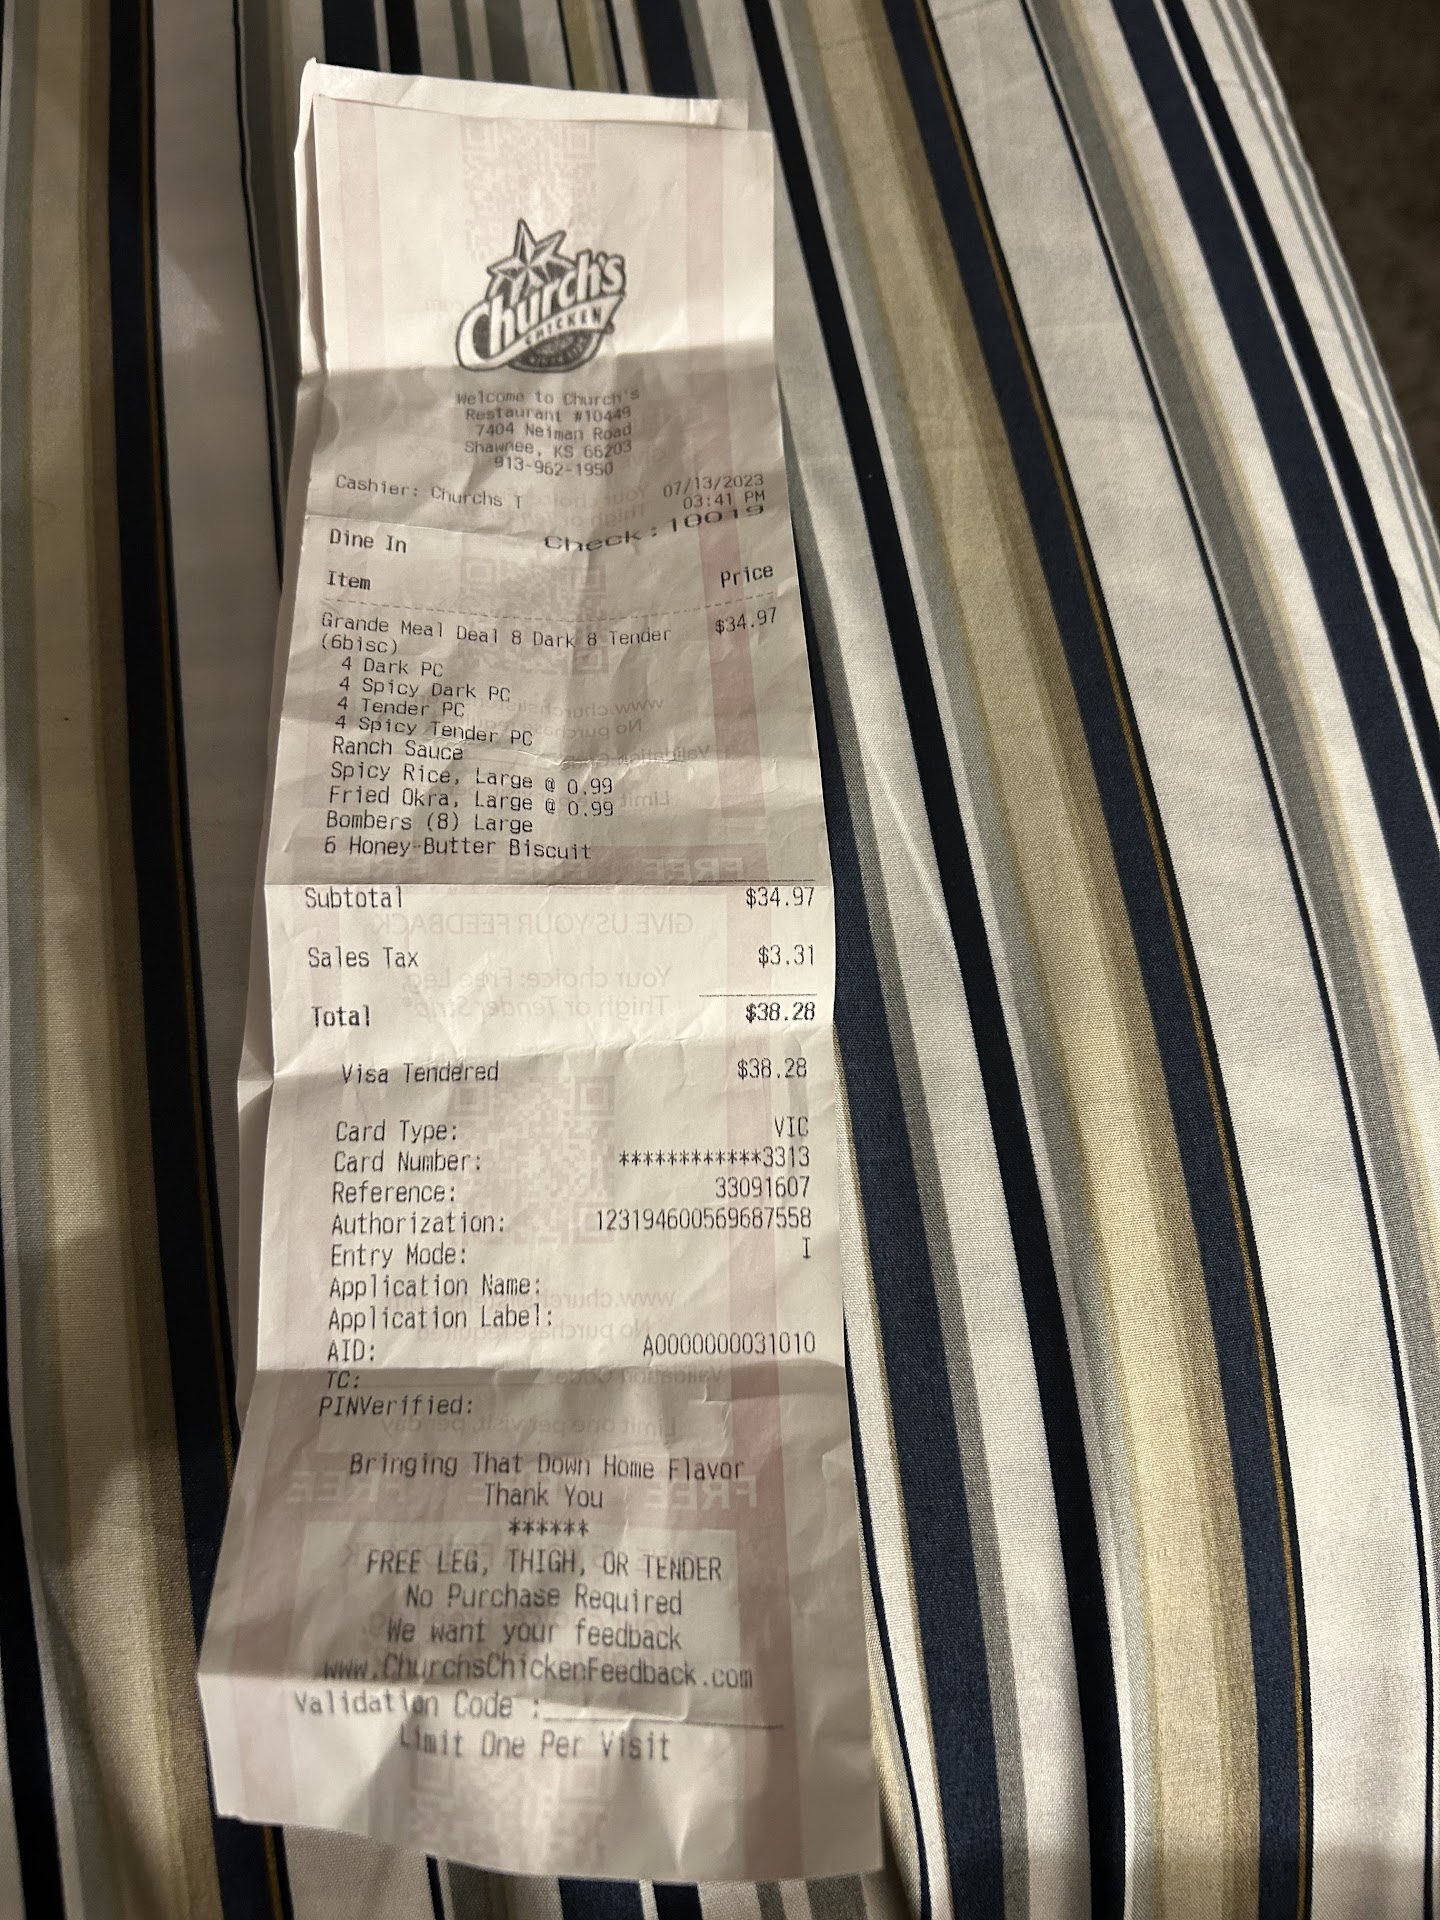 Church's
CHICKEN
Welcome to Church's
Restaurant #10449
7404 Neiman Road
Shawnee, KS 66203
913-962-1950
Cashier: Churchs T 07/13/2023
03:41 PM
Dine In Check: 10019
Item Price
Grande Meal Deal 8 Dark 8 Tender $34.97
(6bisc)
4 Dark PC
4 Spicy Dark PC
4 Tender PC
4 Spicy Tender PC
Ranch Sauce
Spicy Rice, Large @ 0.99
Fried Okra, Large @ 0.99
Bombers (8) Large
6 Honey-Butter Biscuit
Subtotal $34.97
Sales Tax $3.31
Total $38.28
Visa Tendered $38.28
Card Type: VIC
Card Number: ************3313
Reference: 33091607
Authorization: 123194600569687558
Entry Mode: I
Application Name:
Application Label:
AID: A0000000031010
TC:
PINVerified:
Bringing That Down Home Flavor
Thank You
******
FREE LEG, THIGH, OR TENDER
No Purchase Required
We want your feedback
www.ChurchsChickenFeedback.com
Validation Code :
Limit One Per Visit